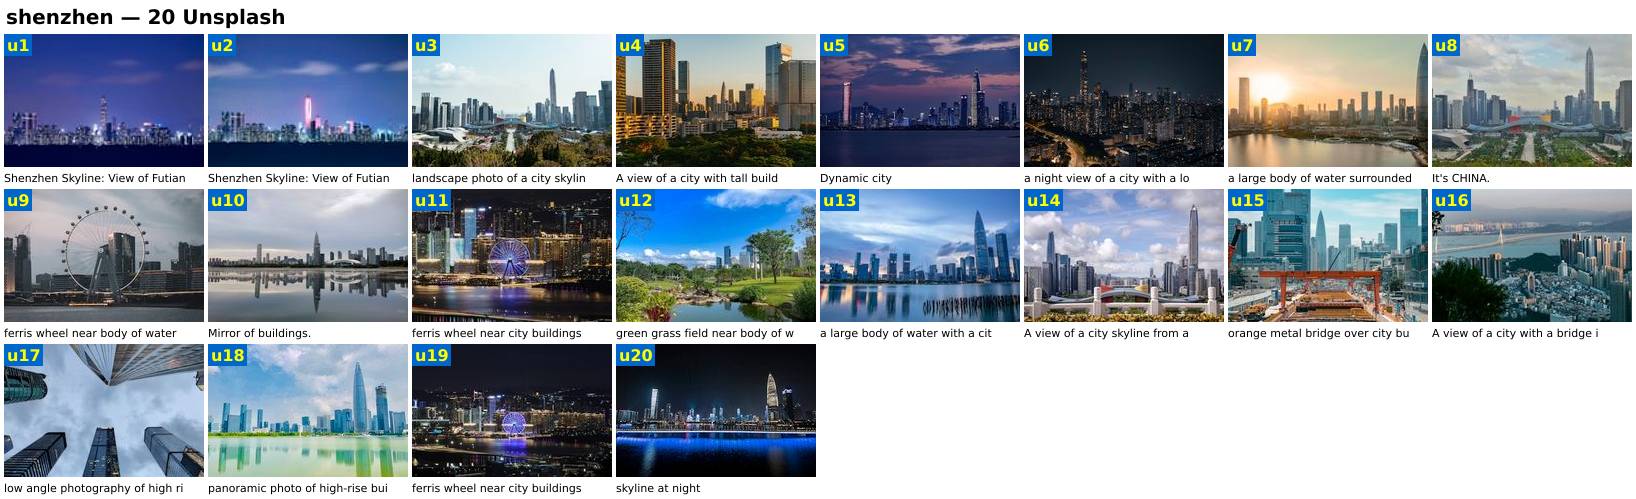 shenzhen — 20 Unsplash
u1 u2 u3 u4 u5 u6 u7 u8
Shenzhen Skyline: View of Futian
Shenzhen Skyline: View of Futian
landscape photo of a city skylin
A view of a city with tall build
Dynamic city
a night view of a city with a lo
a large body of water surrounded
It's CHINA.
u9 u10 u11 u12 u13 u14 u15 u16
ferris wheel near body of water
Mirror of buildings.
ferris wheel near city buildings
green grass field near body of w
a large body of water with a cit
A view of a city skyline from a
orange metal bridge over city bu
A view of a city with a bridge i
u17 u18 u19 u20
low angle photography of high ri
panoramic photo of high-rise bui
ferris wheel near city buildings
skyline at night